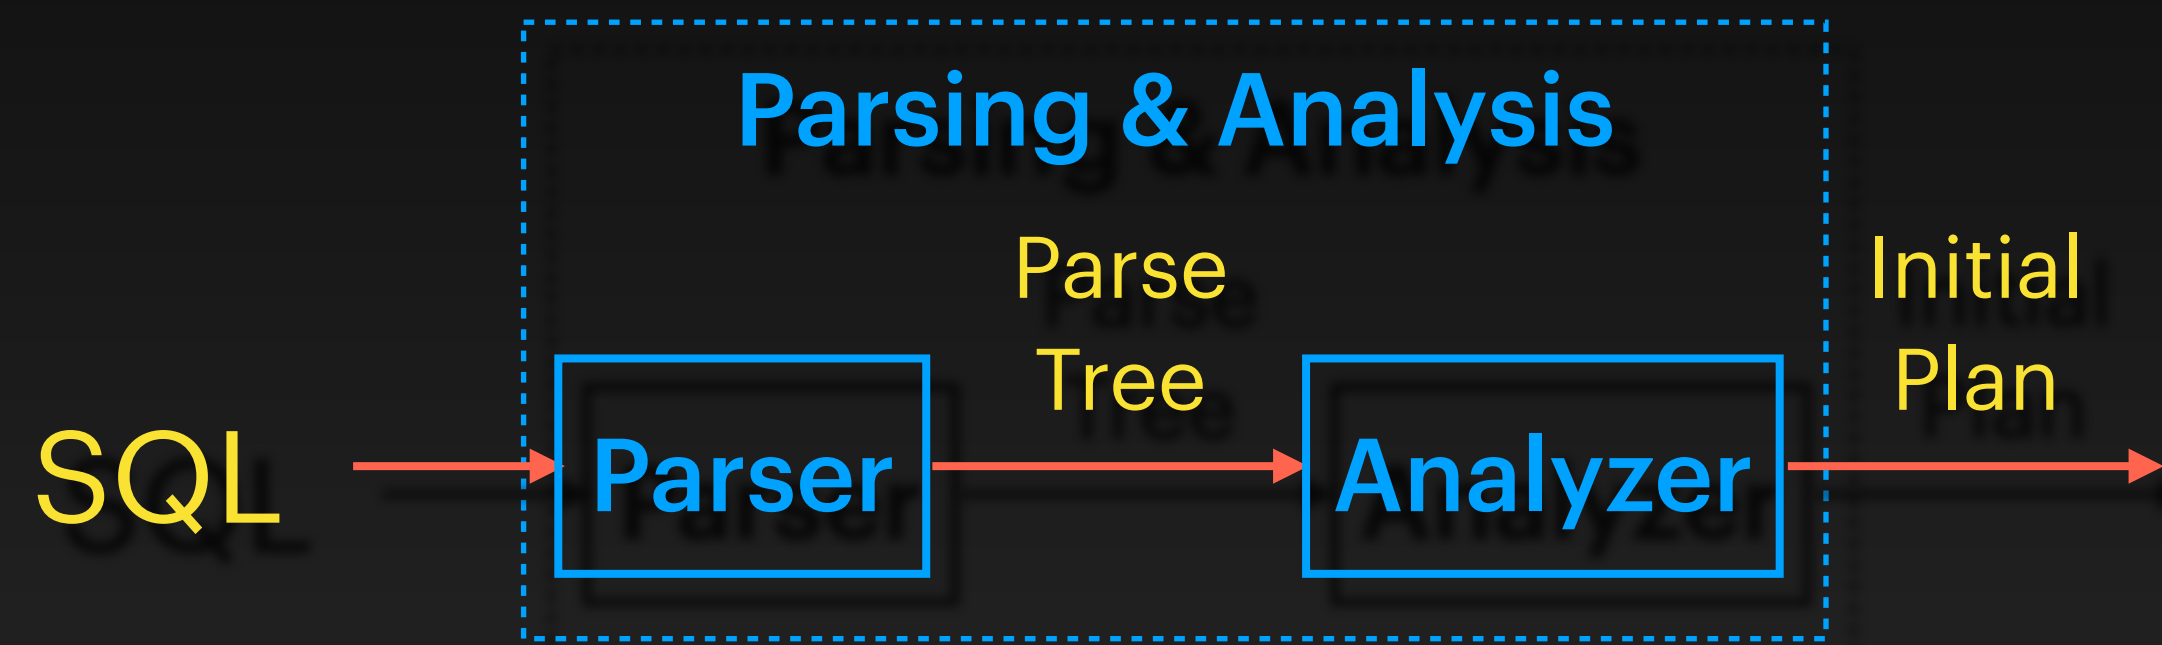 Parsing & Analysis
Parse
Tree
Initial
Plan
SQL
Parser
Analyzer